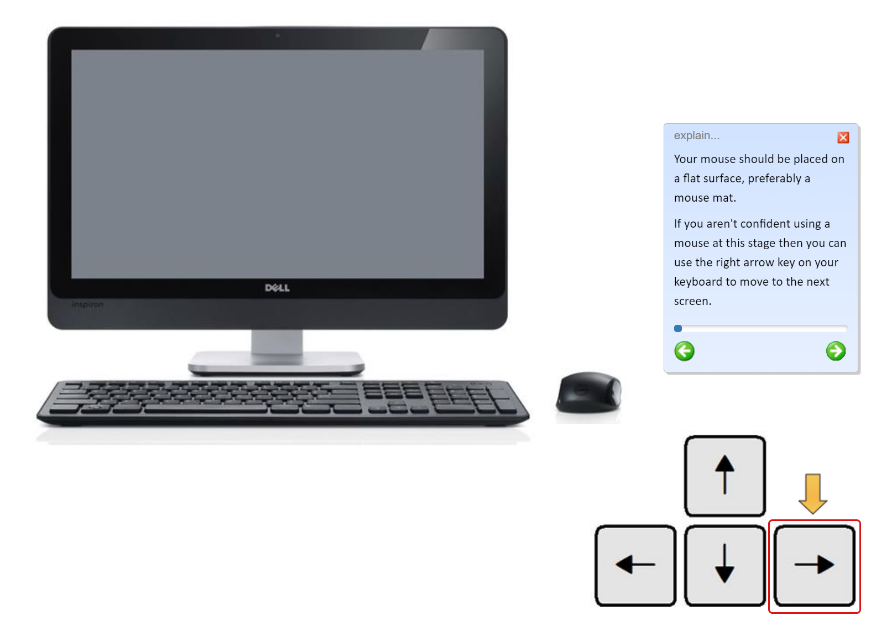 explain...
Your mouse should be placed on
a flat surface, preferably a
mouse mat.
If you aren't confident using a
mouse at this stage then you can
use the right arrow key on your
keyboard to move to the next
screen.
DELL
inspiron